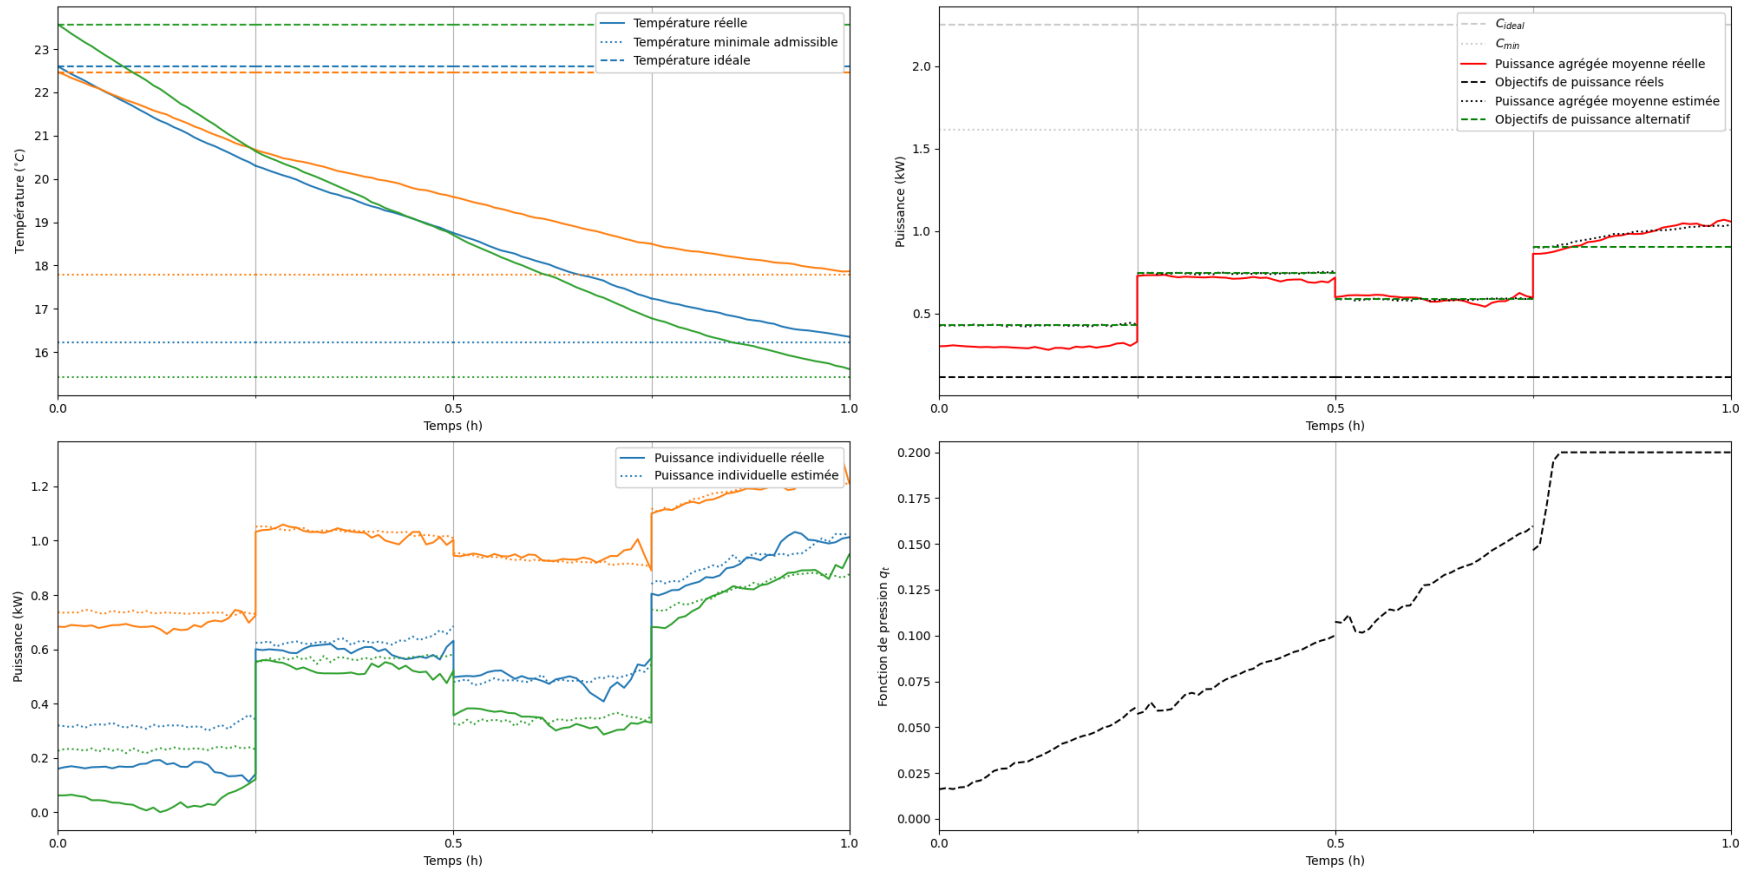 Température (°C)
23
22
21
20
19
18
17
16
Température réelle
Température minimale admissible
Température idéale
0.0
0.5
1.0
Temps (h)
Puissance (kW)
2.0
1.5
1.0
0.5
C_ideal
C_min
Puissance agrégée moyenne réelle
Objectifs de puissance réels
Puissance agrégée moyenne estimée
Objectifs de puissance alternatif
0.0
0.5
1.0
Temps (h)
Puissance (kW)
1.2
1.0
0.8
0.6
0.4
0.2
0.0
Puissance individuelle réelle
Puissance individuelle estimée
0.0
0.5
1.0
Temps (h)
Fonction de pression q_t
0.200
0.175
0.150
0.125
0.100
0.075
0.050
0.025
0.000
0.0
0.5
1.0
Temps (h)